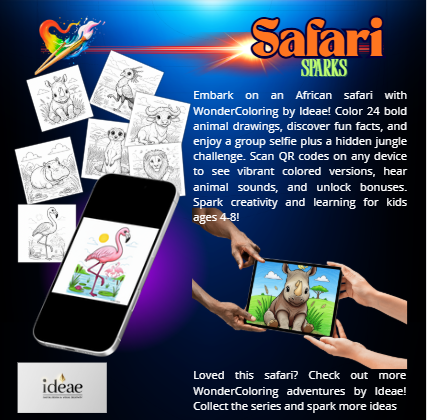 Safari
SPARKS
Embark on an African safari with
WonderColoring by Ideae! Color 24 bold
animal drawings, discover fun facts, and
enjoy a group selfie plus a hidden jungle
challenge. Scan QR codes on any device
to see vibrant colored versions, hear
animal sounds, and unlock bonuses.
Spark creativity and learning for kids
ages 4-8!
ideae
Loved this safari? Check out more
WonderColoring adventures by Ideae!
Collect the series and spark more ideas